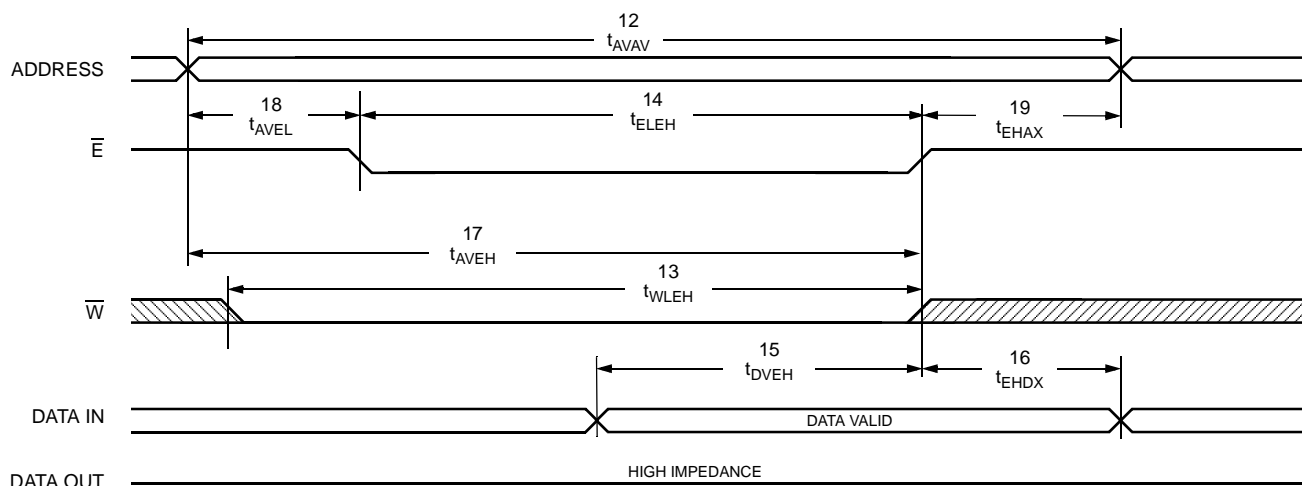 12
tAVAV
ADDRESS
18
tAVEL
14
tELEH
19
tEHAX
E
17
tAVEH
13
tWLEH
W
15
tDVEH
16
tEHDX
DATA IN
DATA VALID
DATA OUT
HIGH IMPEDANCE